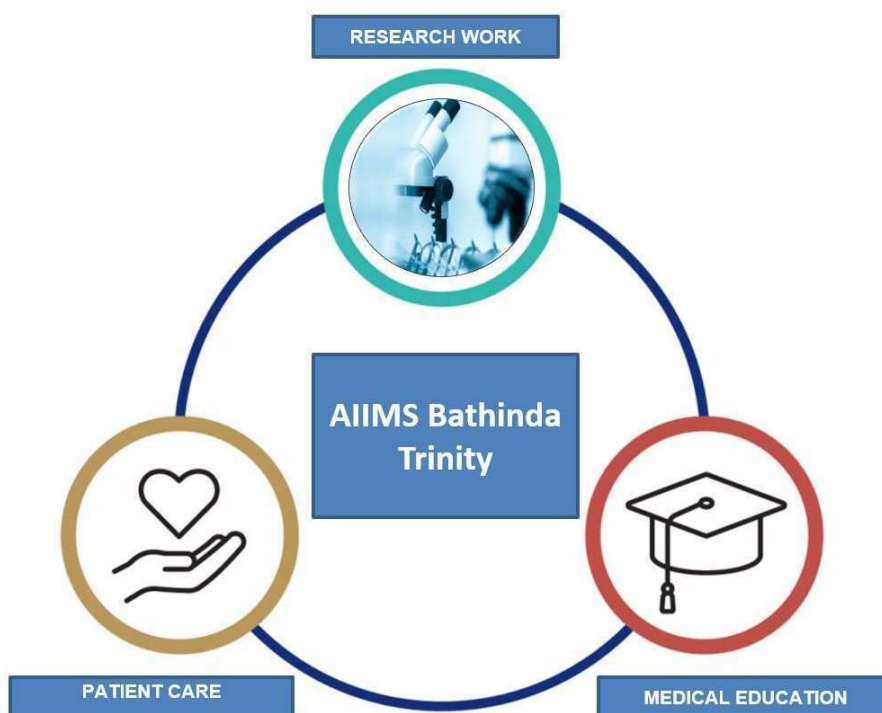 RESEARCH WORK
AIIMS Bathinda
Trinity
PATIENT CARE
MEDICAL EDUCATION